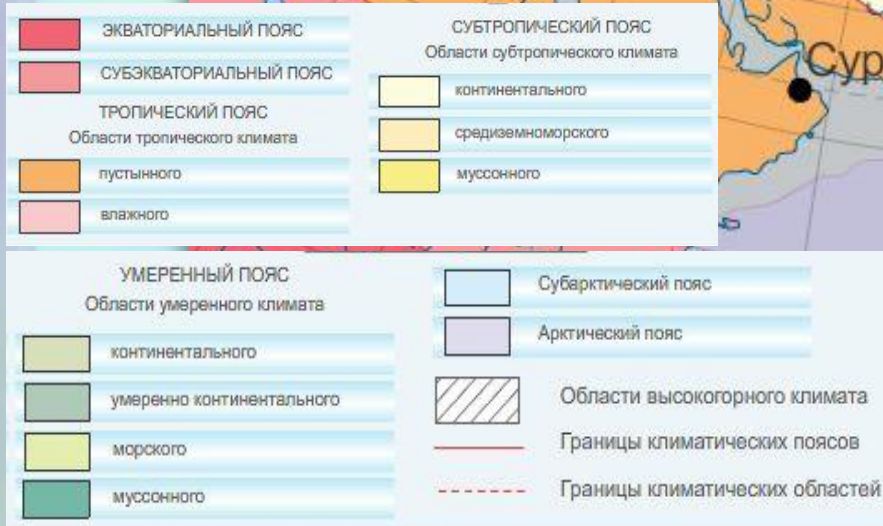 ЭКВАТОРИАЛЬНЫЙ ПОЯС
СУБЭКВАТОРИАЛЬНЫЙ ПОЯС
ТРОПИЧЕСКИЙ ПОЯС
Области тропического климата
пустынного
влажного
СУБТРОПИЧЕСКИЙ ПОЯС
Области субтропического климата
континентального
средиземноморского
муссонного
Сур
УМЕРЕННЫЙ ПОЯС
Области умеренного климата
континентального
умеренно континентального
морского
муссонного
Субарктический пояс
Арктический пояс
Области высокогорного климата
Границы климатических поясов
Границы климатических областей